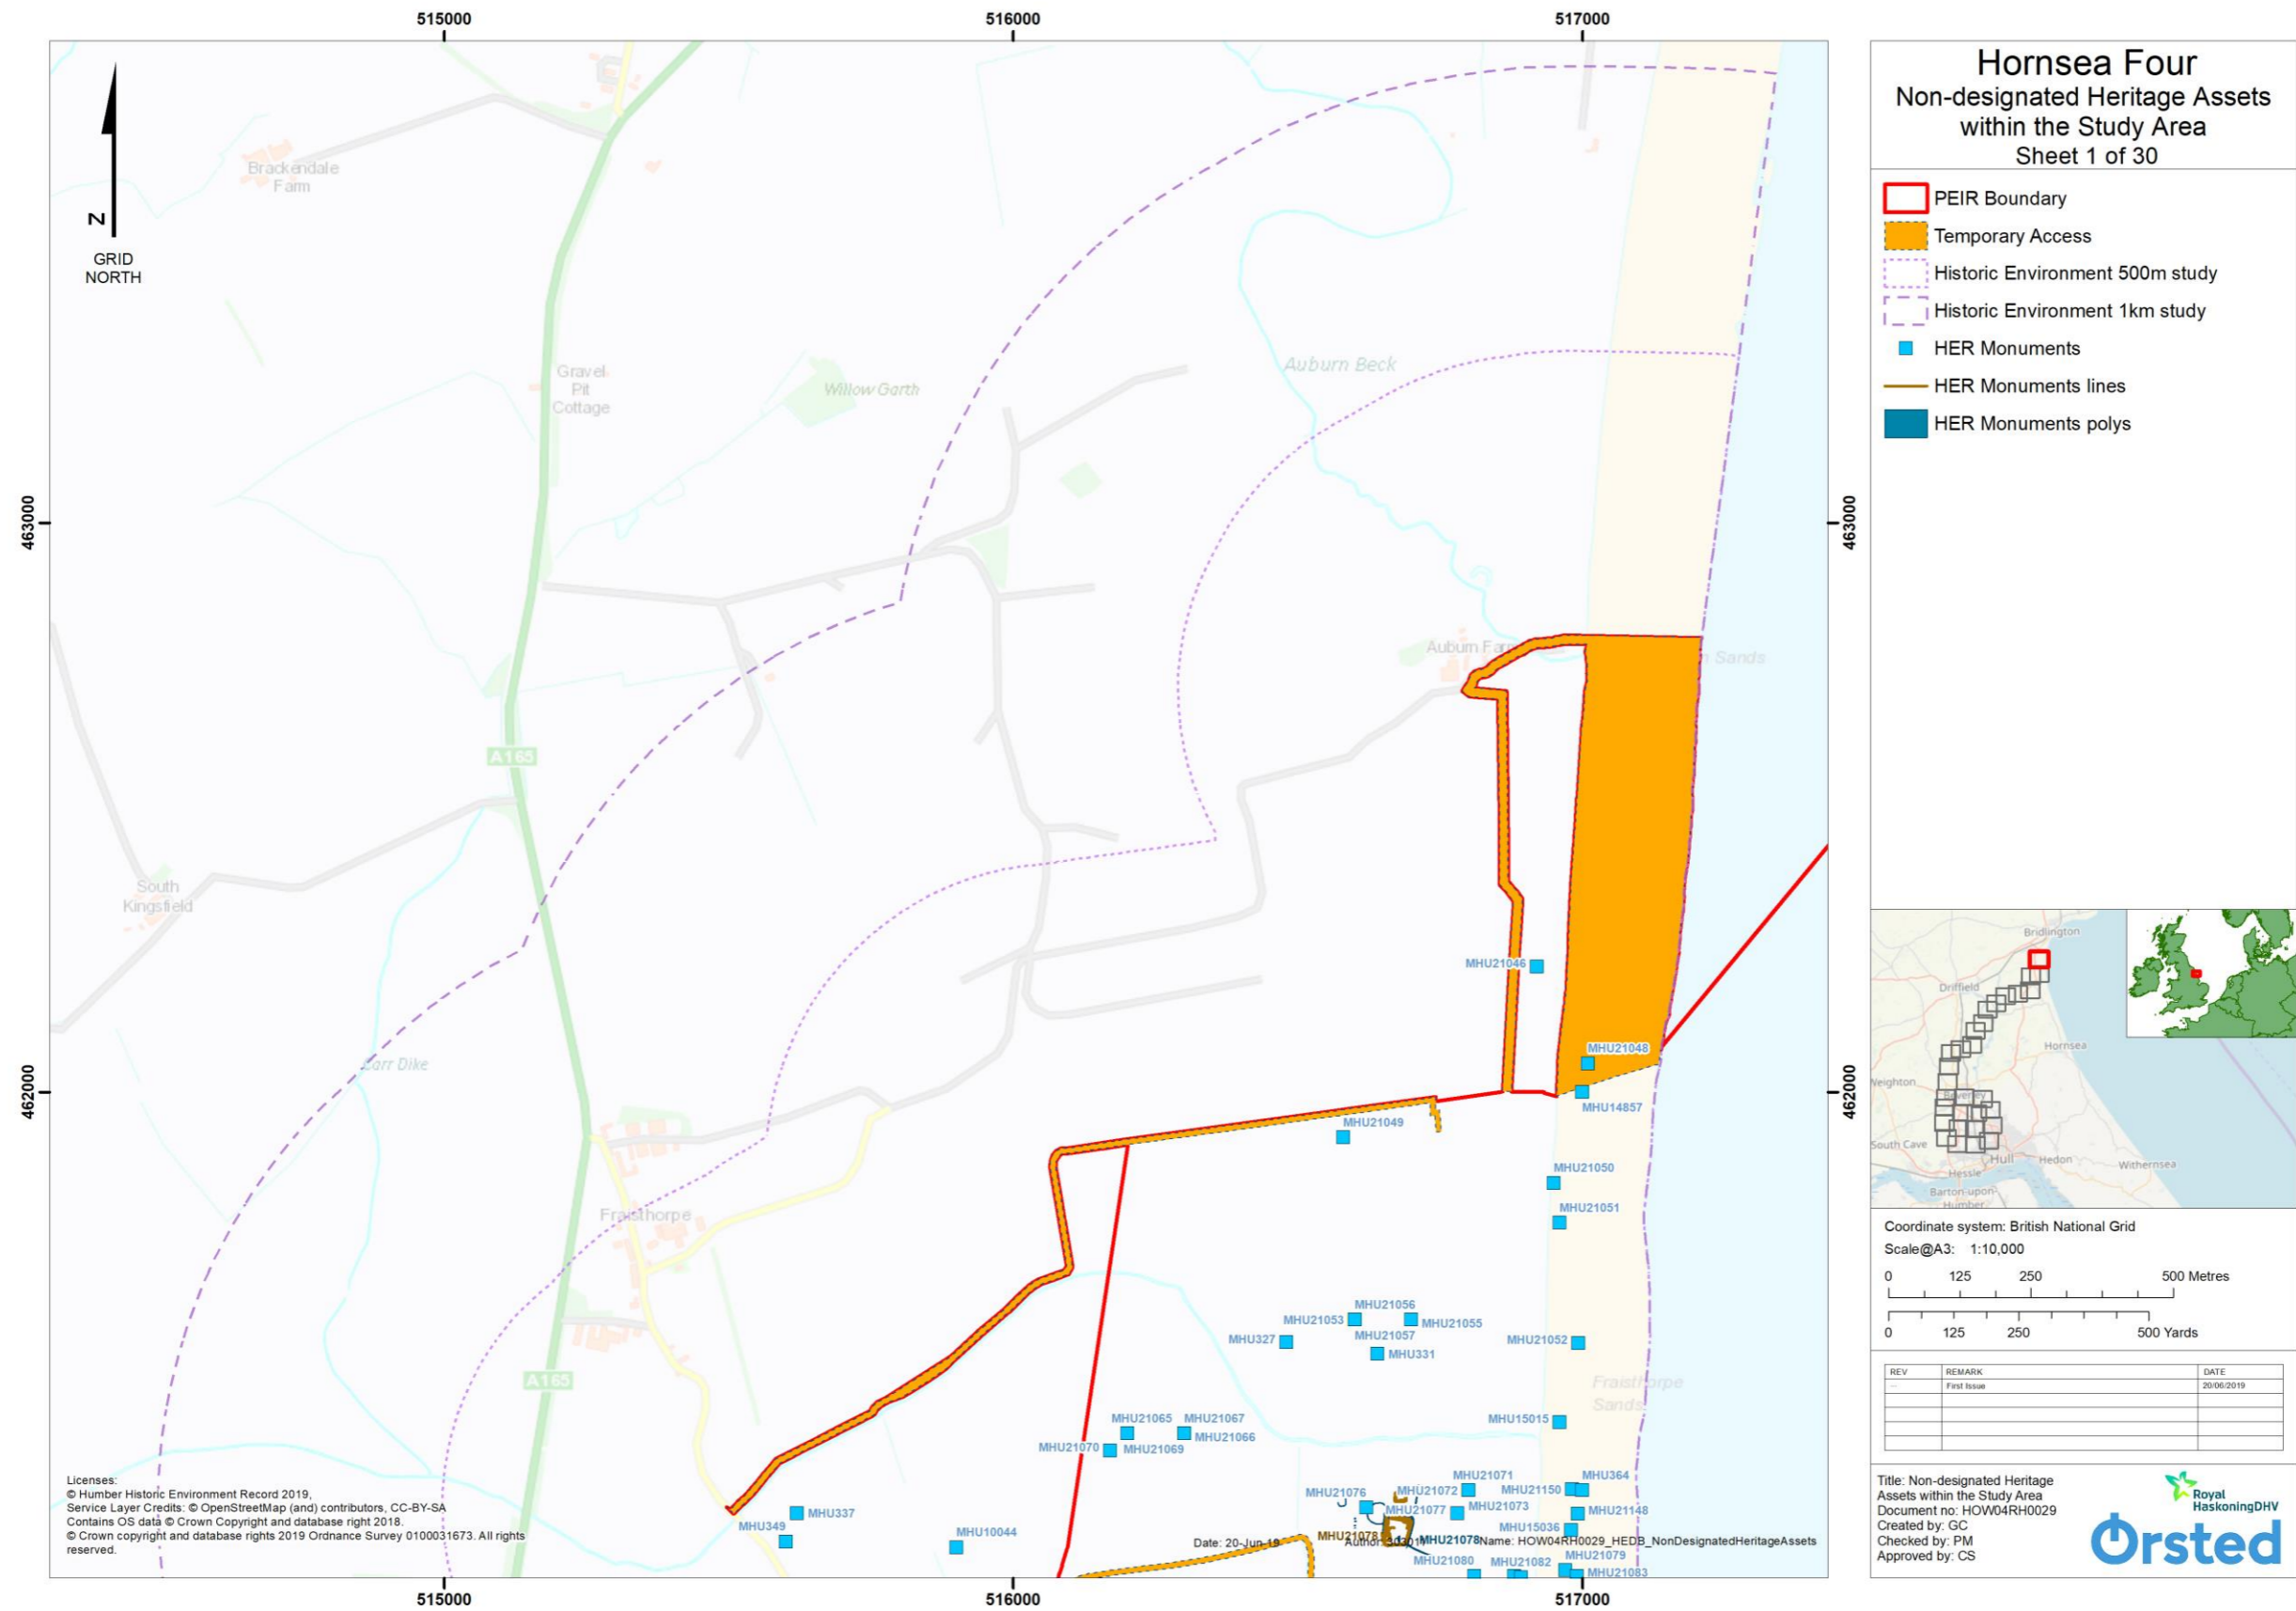 515000
516000
517000
Hornsea Four
Non-designated Heritage Assets
within the Study Area
Sheet 1 of 30
PEIR Boundary
Temporary Access
Historic Environment 500m study
Historic Environment 1km study
HER Monuments
HER Monuments lines
HER Monuments polys
N
GRID
NORTH
Brackendale
Farm
Gravel
Pit
Cottage
Willow Garth
Auburn Beck
463000
463000
Auburn Farm
Sands
A165
South
Kingsfield
MHU21046
Carr Dike
MHU21048
462000
462000
MHU14857
MHU21049
MHU21050
MHU21051
Fraisthorpe
MHU21056
MHU21053
MHU21055
MHU327
MHU21057
MHU21052
MHU331
A165
Fraisthorpe
Sands
MHU21065
MHU21067
MHU15015
MHU21066
MHU21070
MHU21069
MHU21071
MHU364
MHU21076
MHU21072
MHU21150
MHU337
MHU21077
MHU21073
MHU21148
MHU349
MHU15036
MHU10044
MHU21078
MHU21078
MHU21080
MHU21082
MHU21079
MHU21083
Licenses:
© Humber Historic Environment Record 2019,
Service Layer Credits: © OpenStreetMap (and) contributors, CC-BY-SA
Contains OS data © Crown Copyright and database right 2018.
© Crown copyright and database rights 2019 Ordnance Survey 0100031673. All rights
reserved.
Date: 20-Jun-19
Name: HOW04RH0029_HEDB_NonDesignatedHeritageAssets
515000
516000
517000
Bridlington
Driffield
Hornsea
Weighton
Beverley
South Cave
Hull
Hedon
Withernsea
Hessle
Barton-upon-
Humber
Coordinate system: British National Grid
Scale@A3: 1:10,000
0 125 250 500 Metres
0 125 250 500 Yards
REV REMARK DATE
-- First Issue 20/06/2019
Title: Non-designated Heritage
Assets within the Study Area
Document no: HOW04RH0029
Created by: GC
Checked by: PM
Approved by: CS
Royal
HaskoningDHV
Ørsted